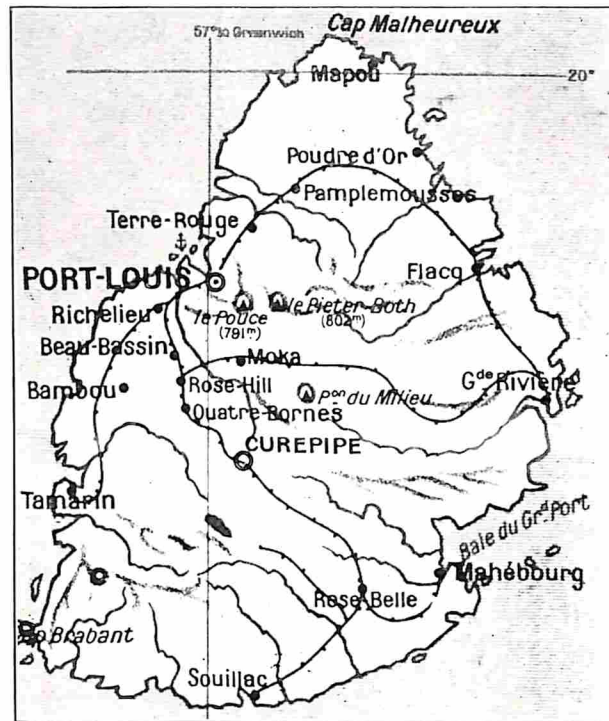 57°30 Greenwich
Cap Malheureux
Mapou
20°
Poudre d'Or
Pamplemousses
Terre-Rouge
PORT-LOUIS
Flacq
le Pouce
(791m)
le Pieter-Both
(802m)
Richelieu
Beau-Bassin
Moka
Bambou
Rose-Hill
Gde Rivière
Pon du Milieu
Quatre-Bornes
CUREPIPE
Tamarin
Baie du Grd Port
Mahébourg
Rose Belle
Brabant
Souillac